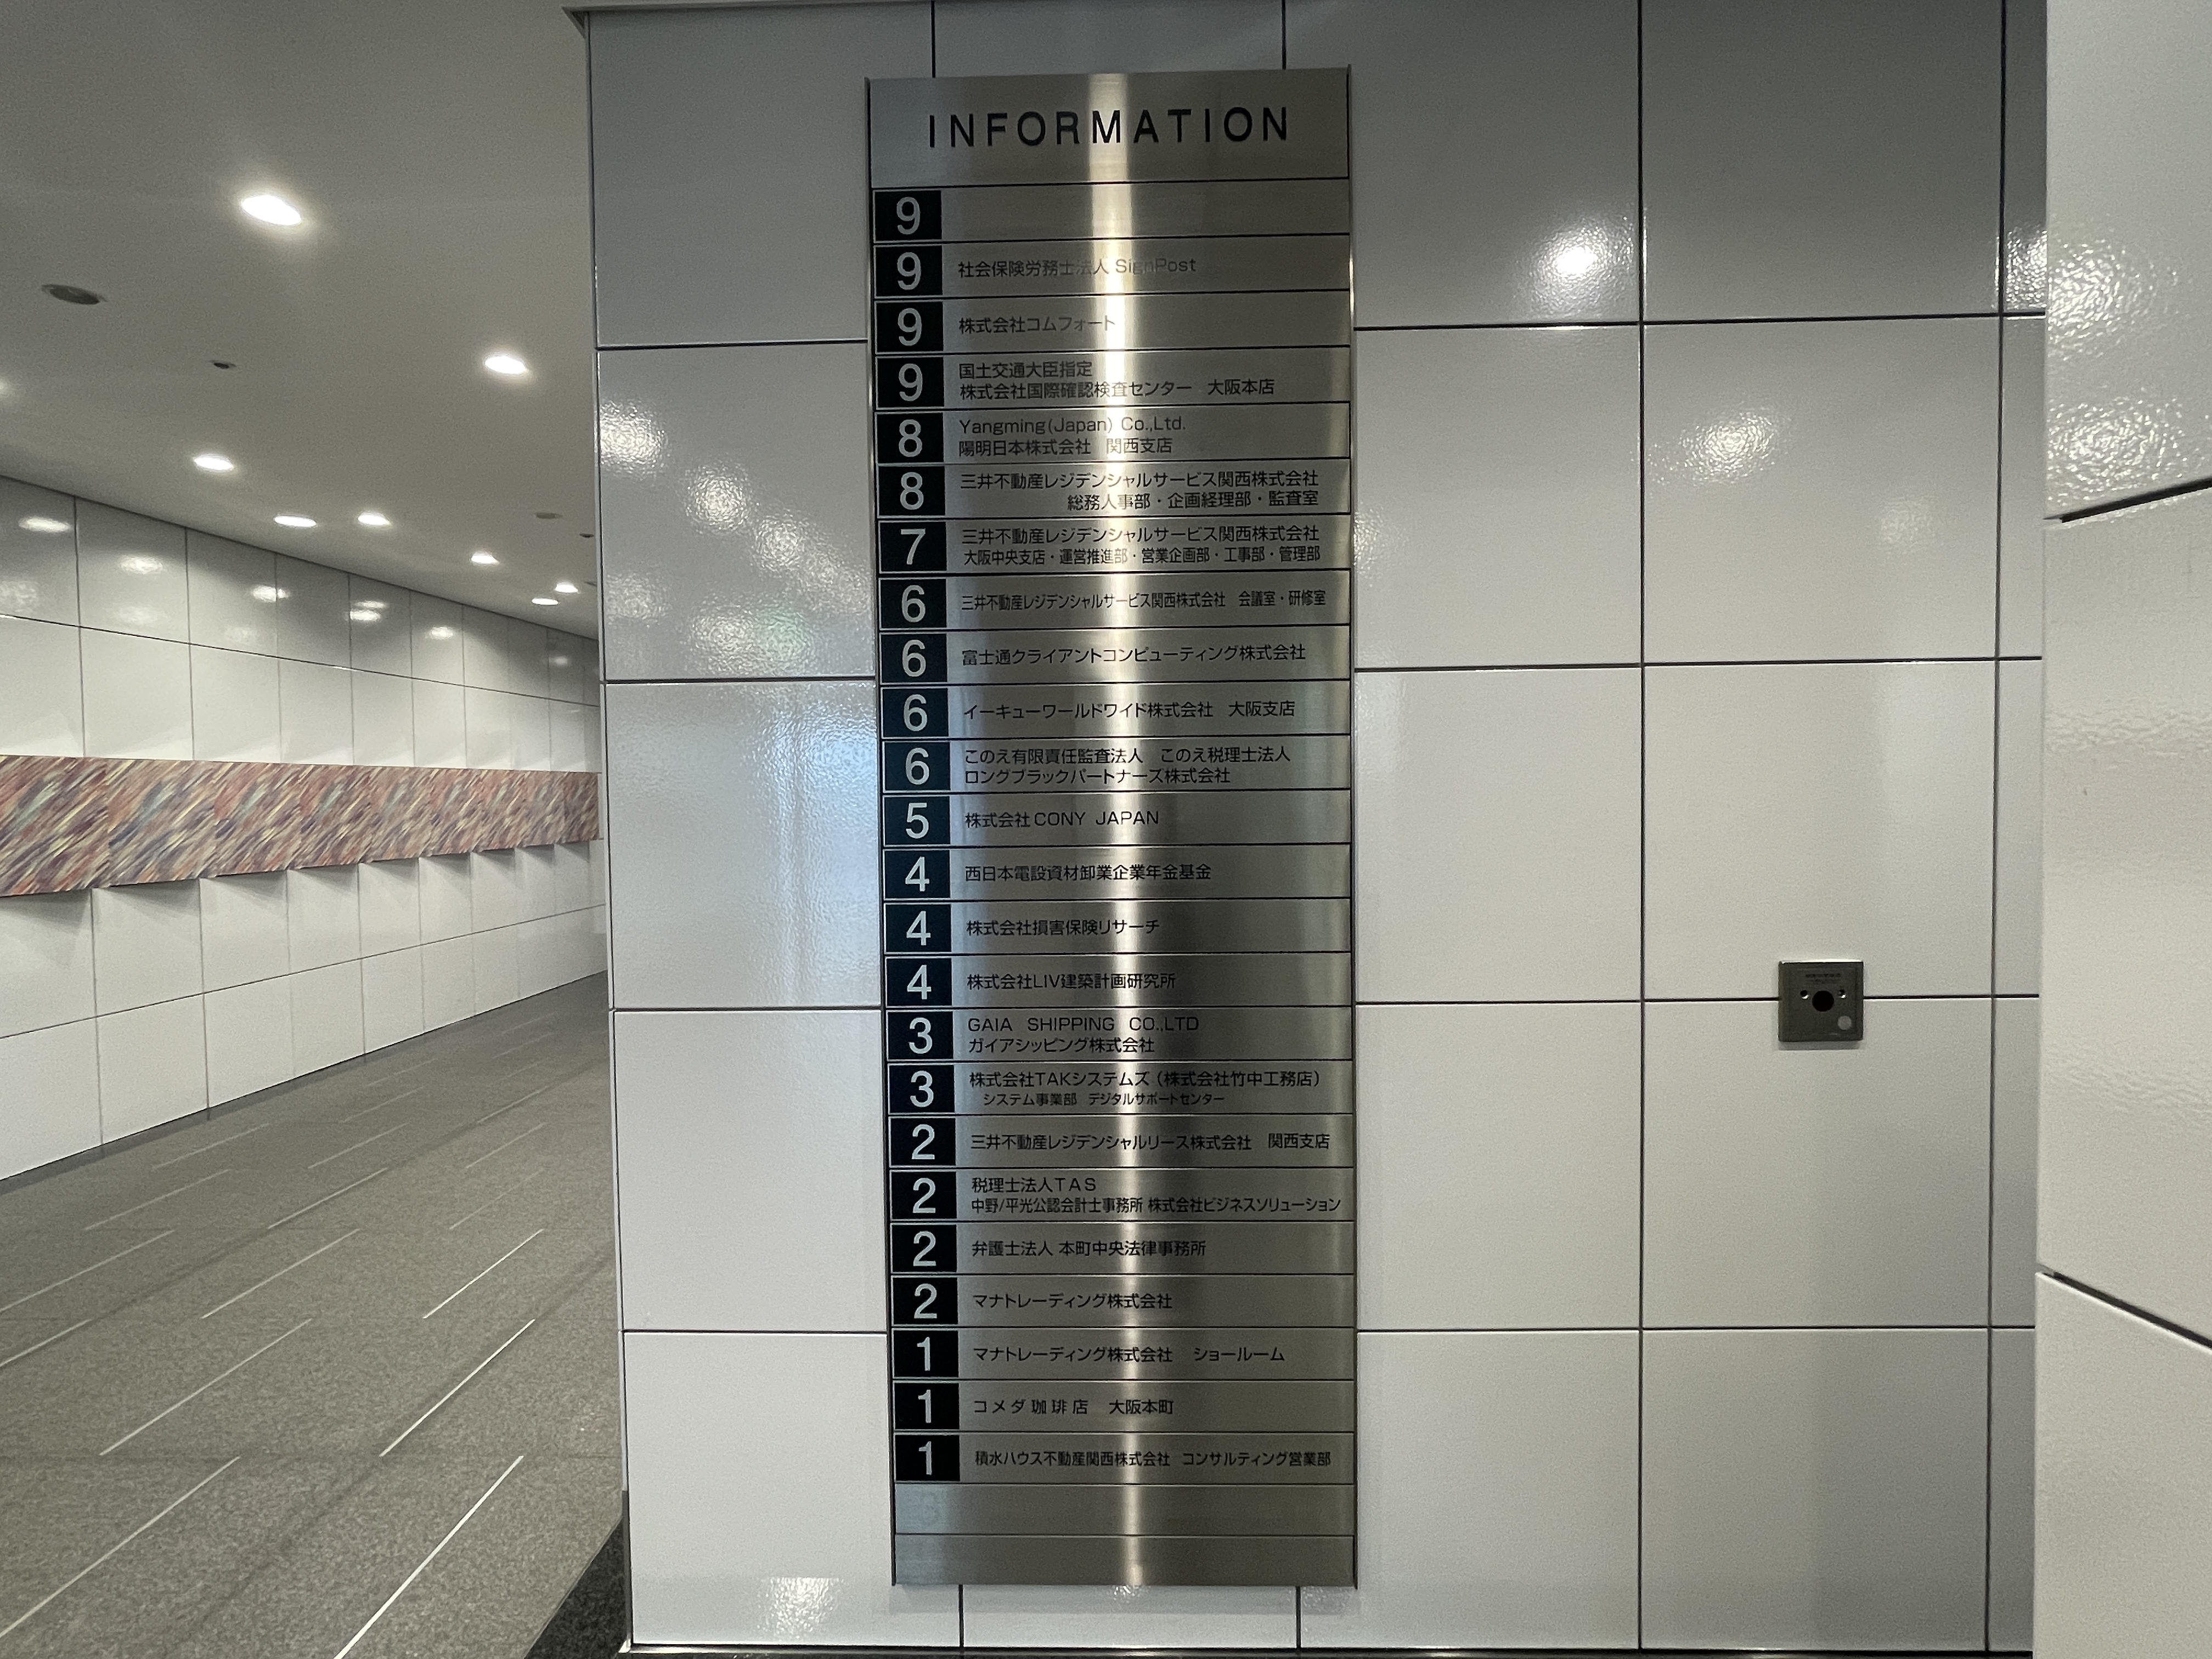 INFORMATION
9
9 社会保険労務士法人 SignPost
9 株式会社コムフォート
9 国土交通大臣指定
株式会社国際確認検査センター 大阪本店
8 Yangming(Japan) Co.,Ltd.
陽明日本株式会社 関西支店
8 三井不動産レジデンシャルサービス関西株式会社
総務人事部・企画経理部・監査室
7 三井不動産レジデンシャルサービス関西株式会社
大阪中央支店・運営推進部・営業企画部・工事部・管理部
6 三井不動産レジデンシャルサービス関西株式会社 会議室・研修室
6 富士通クライアントコンピューティング株式会社
6 イーキューワールドワイド株式会社 大阪支店
6 このえ有限責任監査法人 このえ税理士法人
ロングブラックパートナーズ株式会社
5 株式会社CONY JAPAN
4 西日本電設資材卸業企業年金基金
4 株式会社損害保険リサーチ
4 株式会社LIV建築計画研究所
3 GAIA SHIPPING CO.,LTD
ガイアシッピング株式会社
3 株式会社TAKシステムズ（株式会社竹中工務店）
システム事業部 デジタルサポートセンター
2 三井不動産レジデンシャルリース株式会社 関西支店
2 税理士法人TAS
中野/平光公認会計士事務所 株式会社ビジネスソリューション
2 弁護士法人 本町中央法律事務所
2 マナトレーディング株式会社
1 マナトレーディング株式会社 ショールーム
1 コメダ珈琲店 大阪本町
1 積水ハウス不動産関西株式会社 コンサルティング営業部